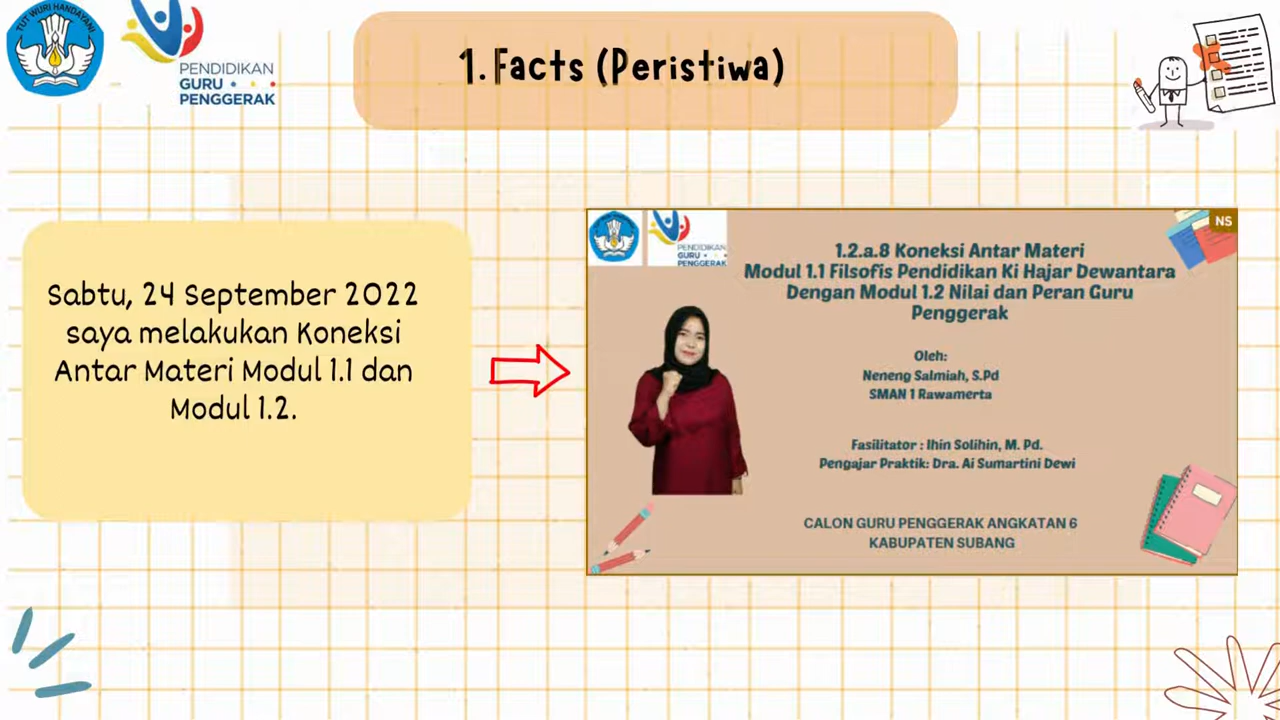 TUT WURI HANDAYANI
PENDIDIKAN
GURU
PENGGERAK
1. Facts (Peristiwa)
Sabtu, 24 September 2022
saya melakukan Koneksi
Antar Materi Modul 1.1 dan
Modul 1.2.
PENDIDIKAN
GURU
PENGGERAK
NS
1.2.a.8 Koneksi Antar Materi
Modul 1.1 Filsofis Pendidikan Ki Hajar Dewantara
Dengan Modul 1.2 Nilai dan Peran Guru
Penggerak
Oleh:
Neneng Salmiah, S.Pd
SMAN 1 Rawamerta
Fasilitator : Ihin Solihin, M. Pd.
Pengajar Praktik: Dra. Ai Sumartini Dewi
CALON GURU PENGGERAK ANGKATAN 6
KABUPATEN SUBANG